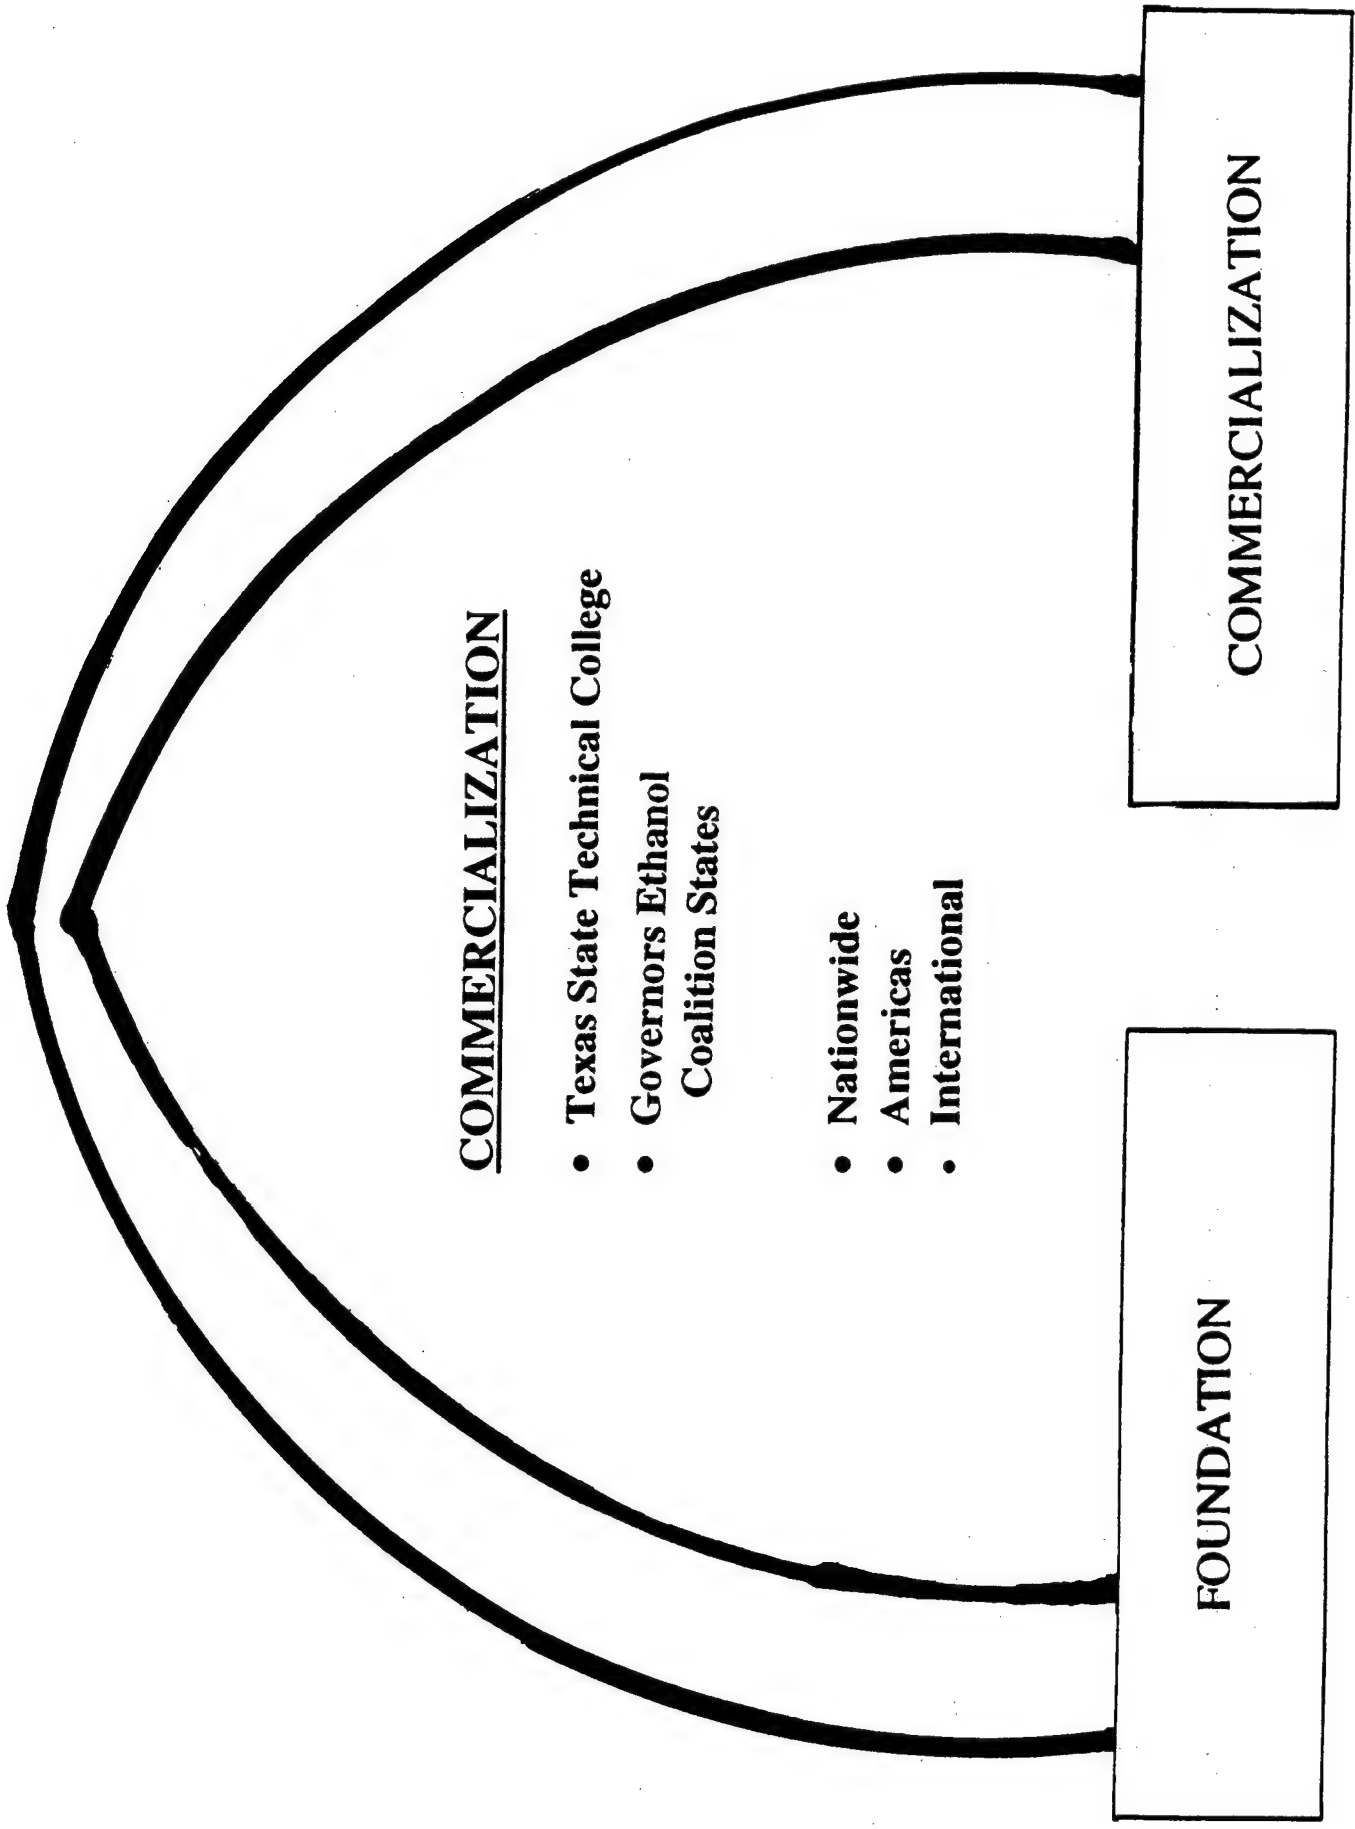 COMMERCIALIZATION
• Texas State Technical College
• Governors Ethanol
Coalition States
• Nationwide
• Americas
• International
FOUNDATION
COMMERCIALIZATION